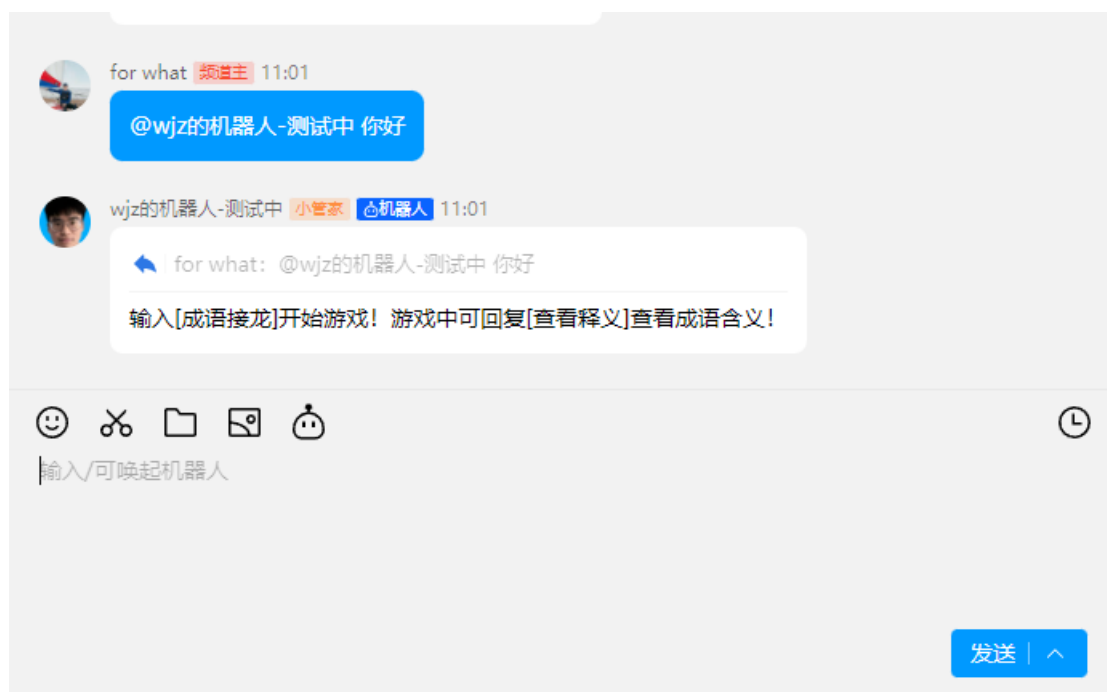 for what 频道主 11:01
@wjz的机器人-测试中 你好
wjz的机器人-测试中 小管家 机器人 11:01
for what：@wjz的机器人-测试中 你好
输入[成语接龙]开始游戏！游戏中可回复[查看释义]查看成语含义！
输入/可唤起机器人
发送